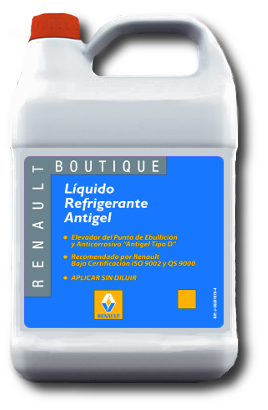 RENAULT
BOUTIQUE
Líquido
Refrigerante
Antigel
Elevador del Punto de Ebullición
y Anticorrosivo "Antigel Tipo D"
Recomendado por Renault
Bajo Certificación ISO 9002 y QS 9000
APLICAR SIN DILUIR
RENAULT